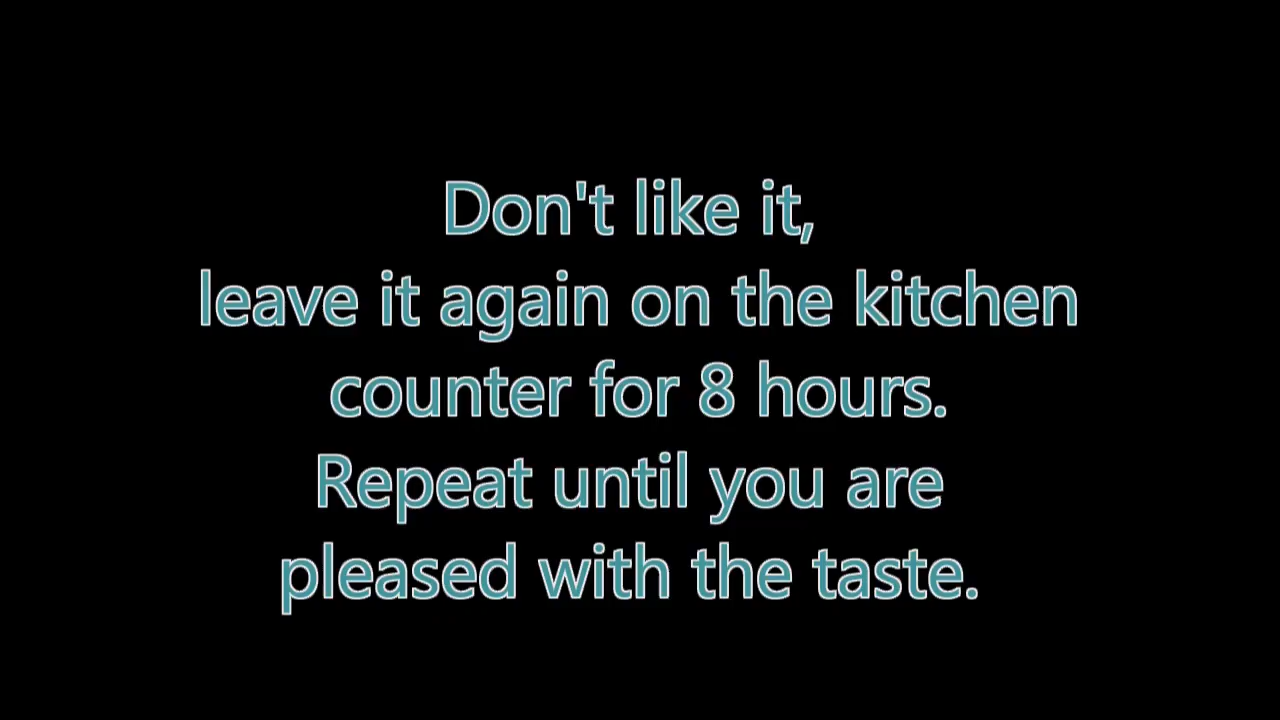 Don't like it,
leave it again on the kitchen
counter for 8 hours.
Repeat until you are
pleased with the taste.